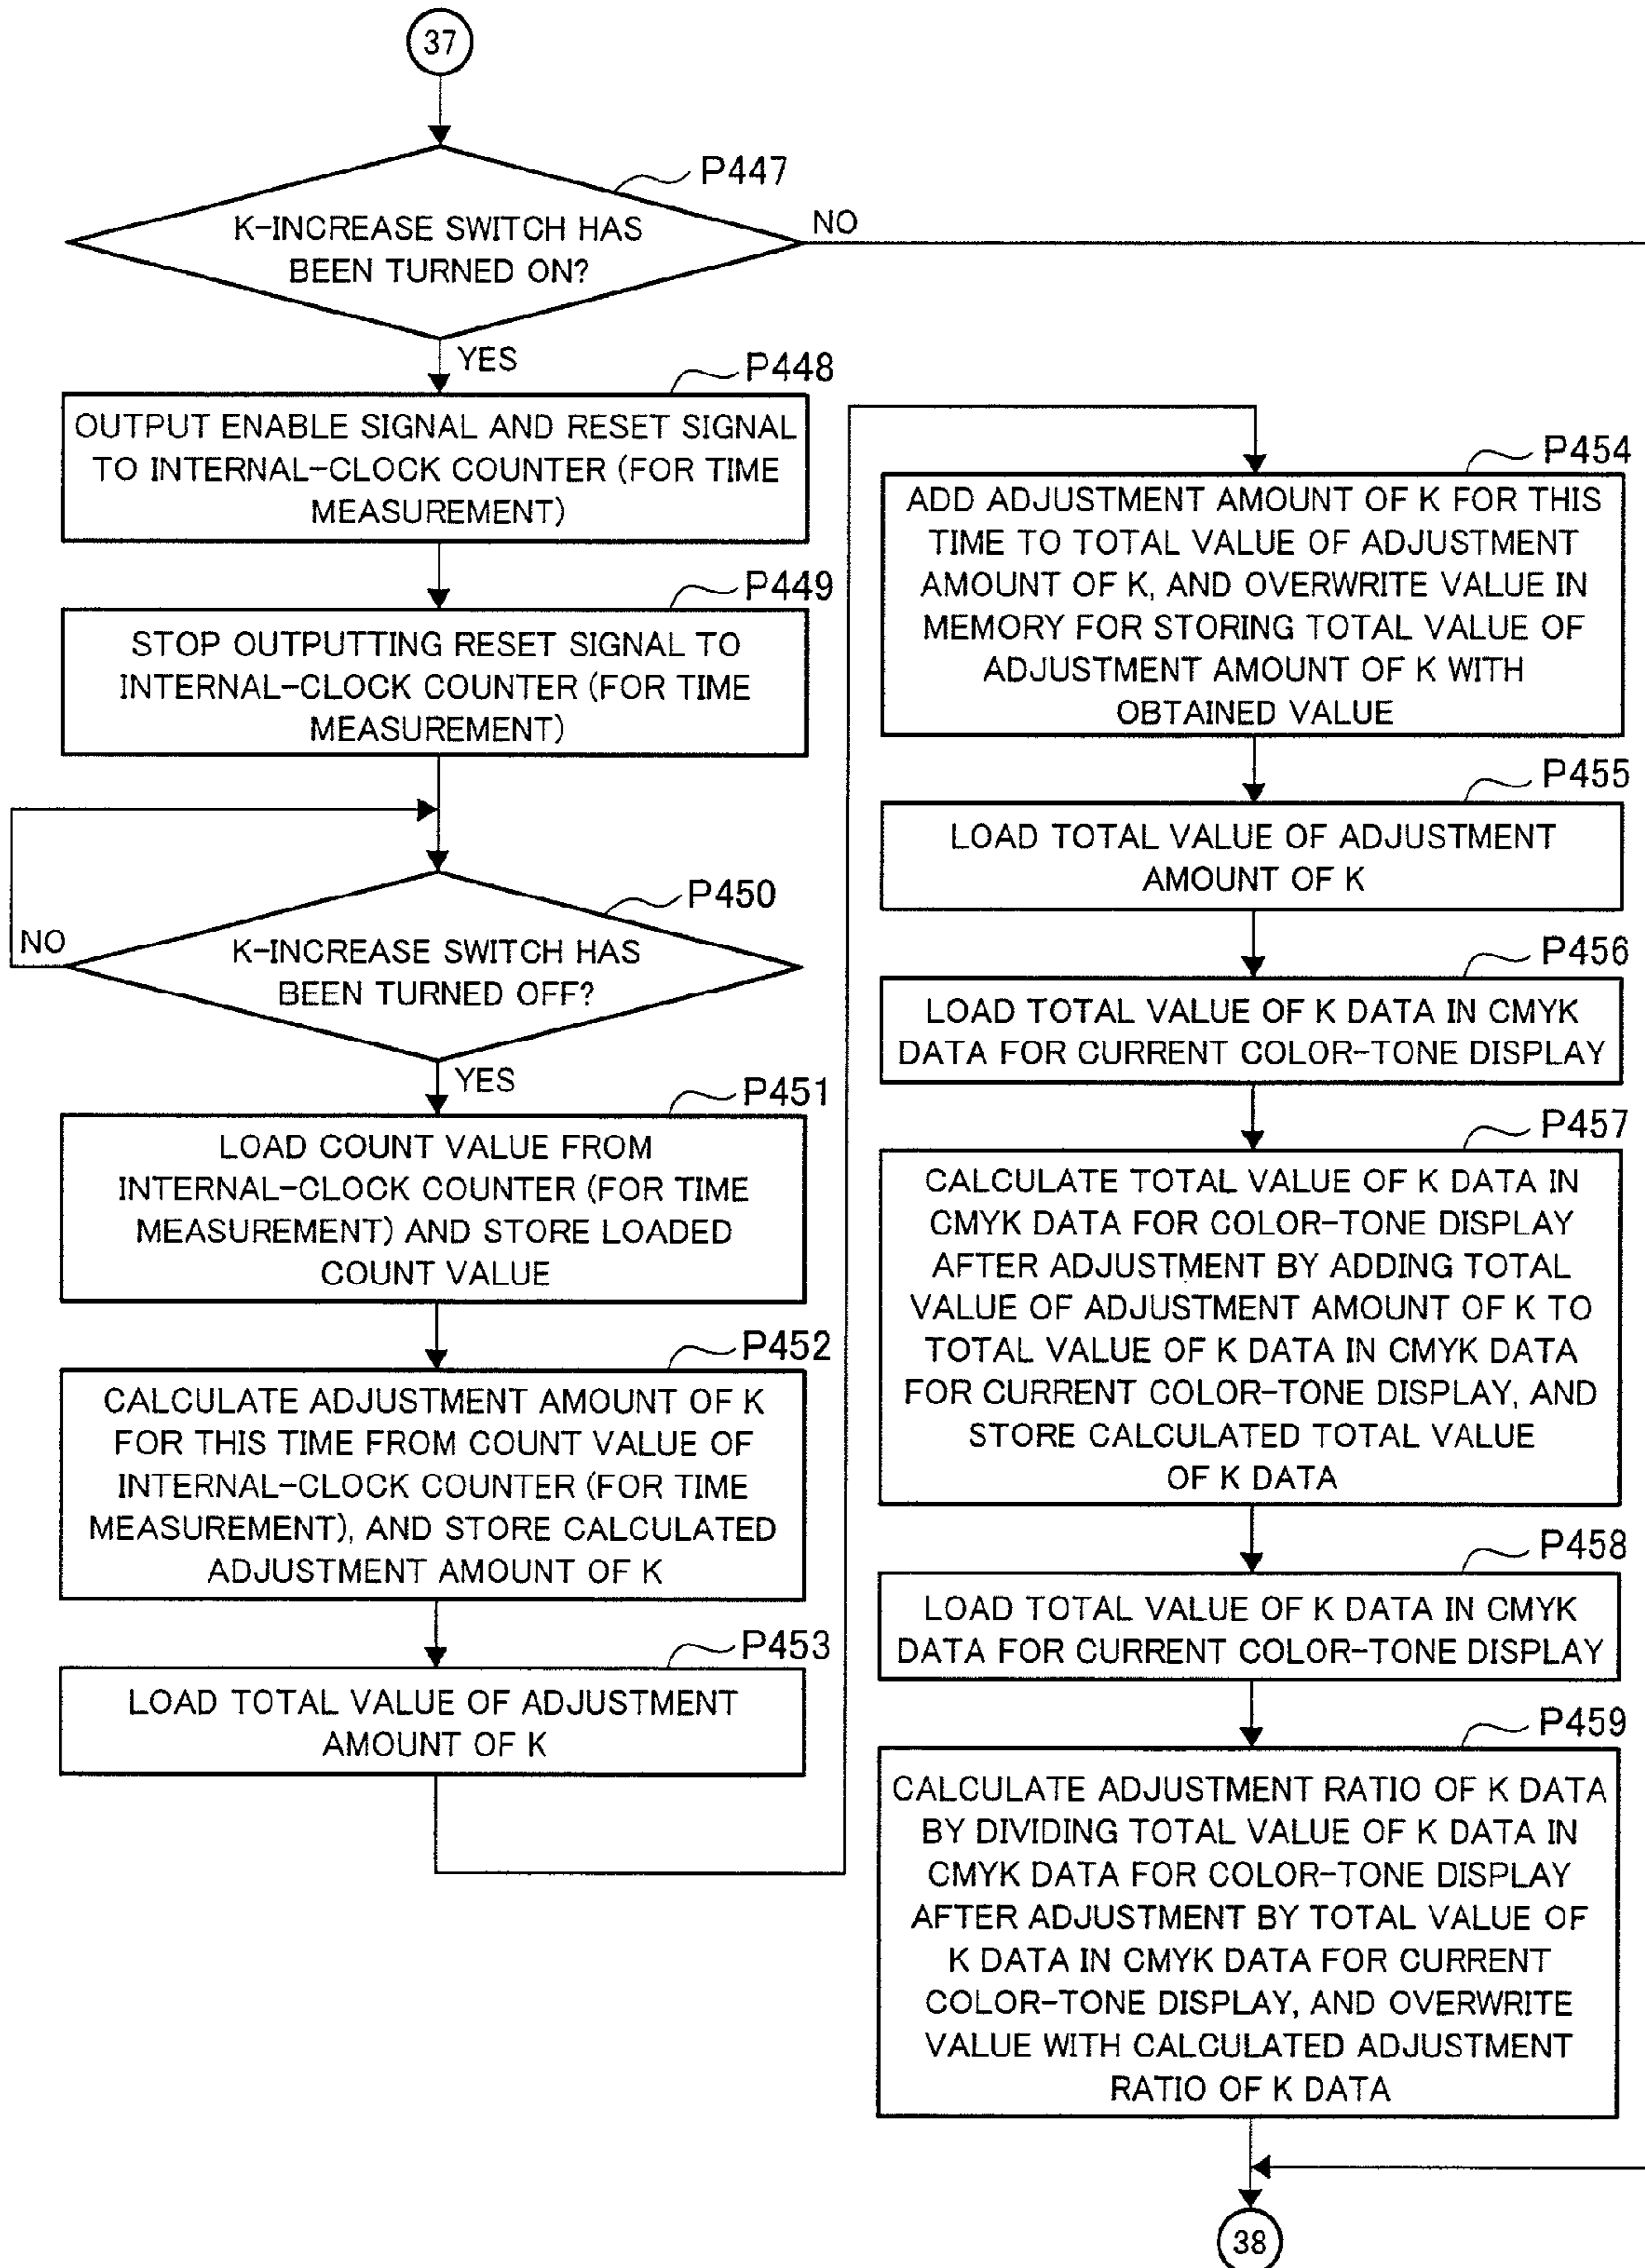 37
P447
K-INCREASE SWITCH HAS
BEEN TURNED ON?
NO
YES
P448
OUTPUT ENABLE SIGNAL AND RESET SIGNAL
TO INTERNAL-CLOCK COUNTER (FOR TIME
MEASUREMENT)
P449
STOP OUTPUTTING RESET SIGNAL TO
INTERNAL-CLOCK COUNTER (FOR TIME
MEASUREMENT)
P450
NO
K-INCREASE SWITCH HAS
BEEN TURNED OFF?
YES
P451
LOAD COUNT VALUE FROM
INTERNAL-CLOCK COUNTER (FOR TIME
MEASUREMENT) AND STORE LOADED
COUNT VALUE
P452
CALCULATE ADJUSTMENT AMOUNT OF K
FOR THIS TIME FROM COUNT VALUE OF
INTERNAL-CLOCK COUNTER (FOR TIME
MEASUREMENT), AND STORE CALCULATED
ADJUSTMENT AMOUNT OF K
P453
LOAD TOTAL VALUE OF ADJUSTMENT
AMOUNT OF K
P454
ADD ADJUSTMENT AMOUNT OF K FOR THIS
TIME TO TOTAL VALUE OF ADJUSTMENT
AMOUNT OF K, AND OVERWRITE VALUE IN
MEMORY FOR STORING TOTAL VALUE OF
ADJUSTMENT AMOUNT OF K WITH
OBTAINED VALUE
P455
LOAD TOTAL VALUE OF ADJUSTMENT
AMOUNT OF K
P456
LOAD TOTAL VALUE OF K DATA IN CMYK
DATA FOR CURRENT COLOR-TONE DISPLAY
P457
CALCULATE TOTAL VALUE OF K DATA IN
CMYK DATA FOR COLOR-TONE DISPLAY
AFTER ADJUSTMENT BY ADDING TOTAL
VALUE OF ADJUSTMENT AMOUNT OF K TO
TOTAL VALUE OF K DATA IN CMYK DATA
FOR CURRENT COLOR-TONE DISPLAY, AND
STORE CALCULATED TOTAL VALUE
OF K DATA
P458
LOAD TOTAL VALUE OF K DATA IN CMYK
DATA FOR CURRENT COLOR-TONE DISPLAY
P459
CALCULATE ADJUSTMENT RATIO OF K DATA
BY DIVIDING TOTAL VALUE OF K DATA IN
CMYK DATA FOR COLOR-TONE DISPLAY
AFTER ADJUSTMENT BY TOTAL VALUE OF
K DATA IN CMYK DATA FOR CURRENT
COLOR-TONE DISPLAY, AND OVERWRITE
VALUE WITH CALCULATED ADJUSTMENT
RATIO OF K DATA
38